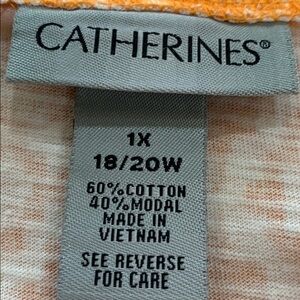 CATHERINES®
1X
18/20W
60%COTTON
40%MODAL
MADE IN
VIETNAM
SEE REVERSE
FOR CARE